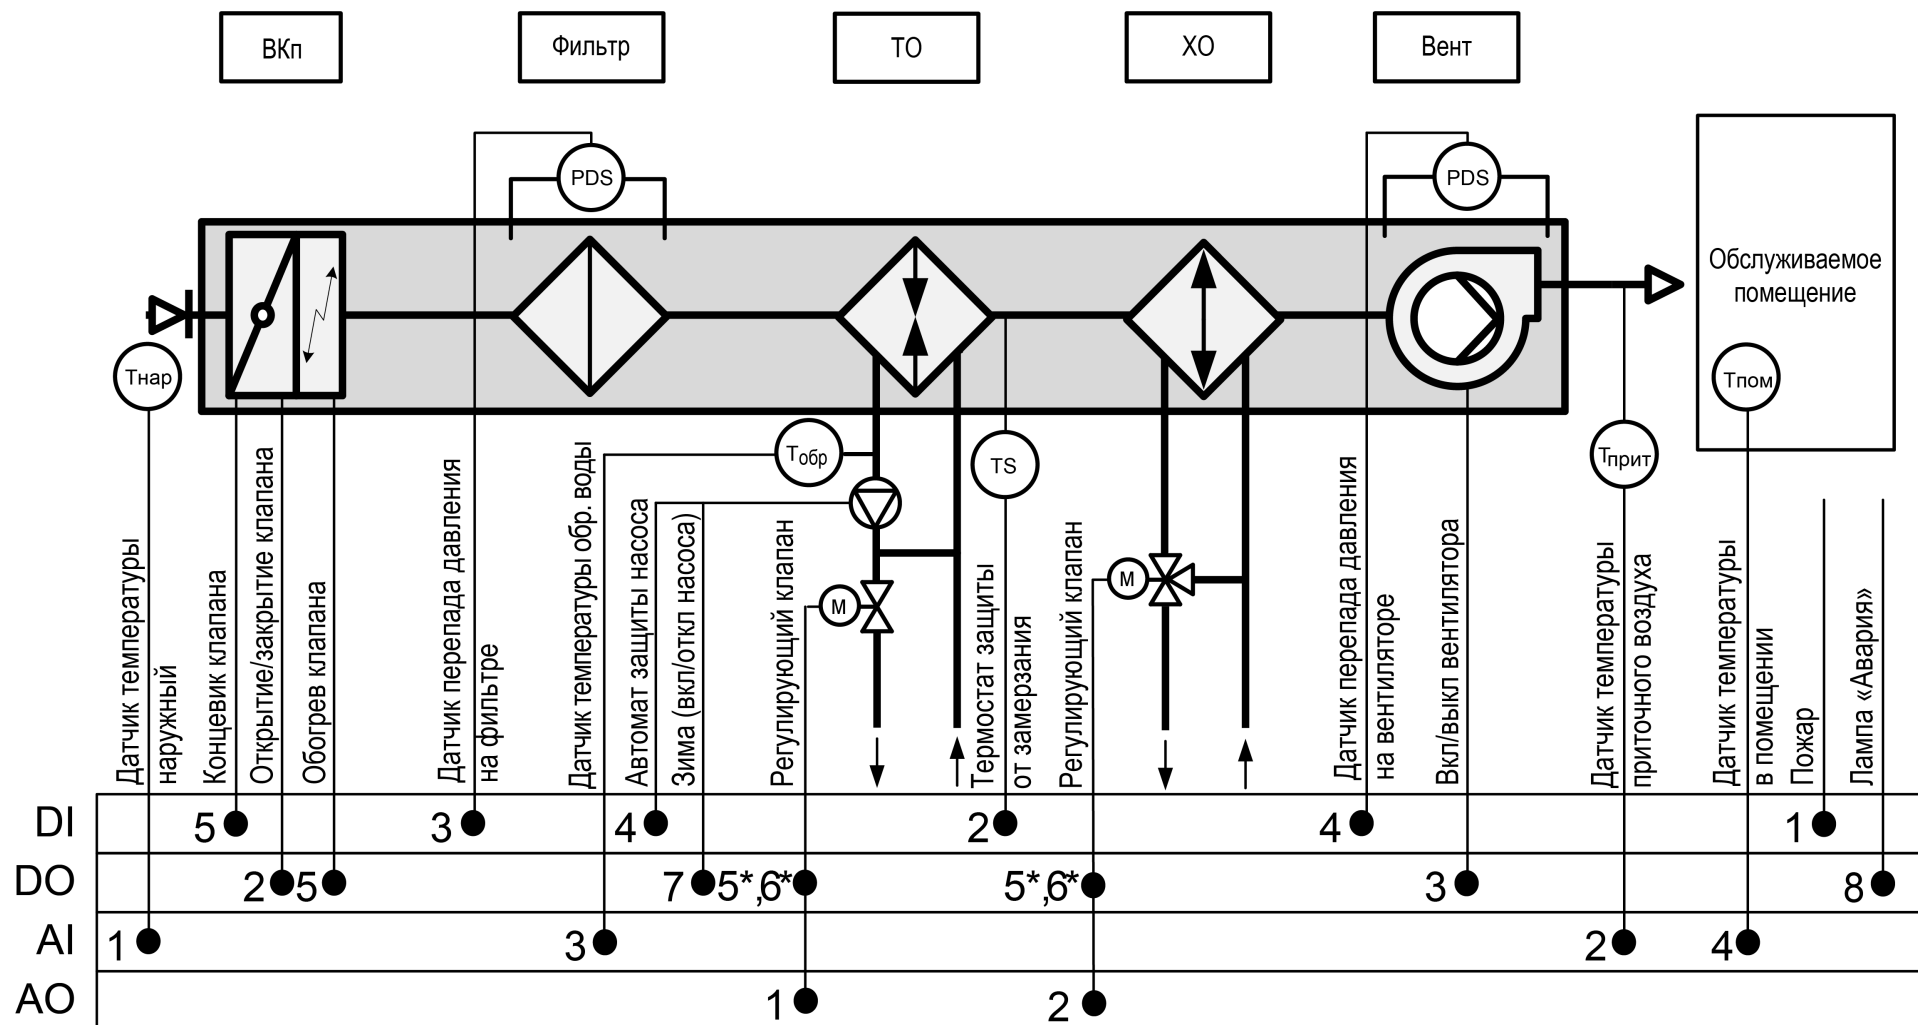 ВКп
Фильтр
ТО
ХО
Вент
PDS
PDS
Обслуживаемое
помещение
Тнар
Тпом
Тобр
TS
Тприт
М
М
Датчик температуры
наружный
Концевик клапана
Открытие/закрытие клапана
Обогрев клапана
Датчик перепада давления
на фильтре
Датчик температуры обр. воды
Автомат защиты насоса
Зима (вкл/откл насоса)
Регулирующий клапан
Термостат защиты
от замерзания
Регулирующий клапан
Датчик перепада давления
на вентиляторе
Вкл/выкл вентилятора
Датчик температуры
приточного воздуха
Датчик температуры
в помещении
Пожар
Лампа «Авария»
DI 5 3 4 2 4 1
DO 2 5 7 5*,6* 5*,6* 3 8
AI 1 3 2 4
AO 1 2